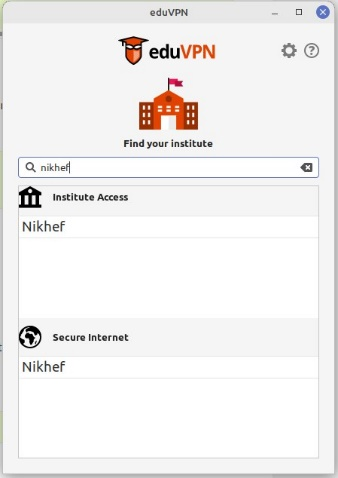 eduVPN
eduVPN
Find your institute
nikhef
Institute Access
Nikhef
Secure Internet
Nikhef